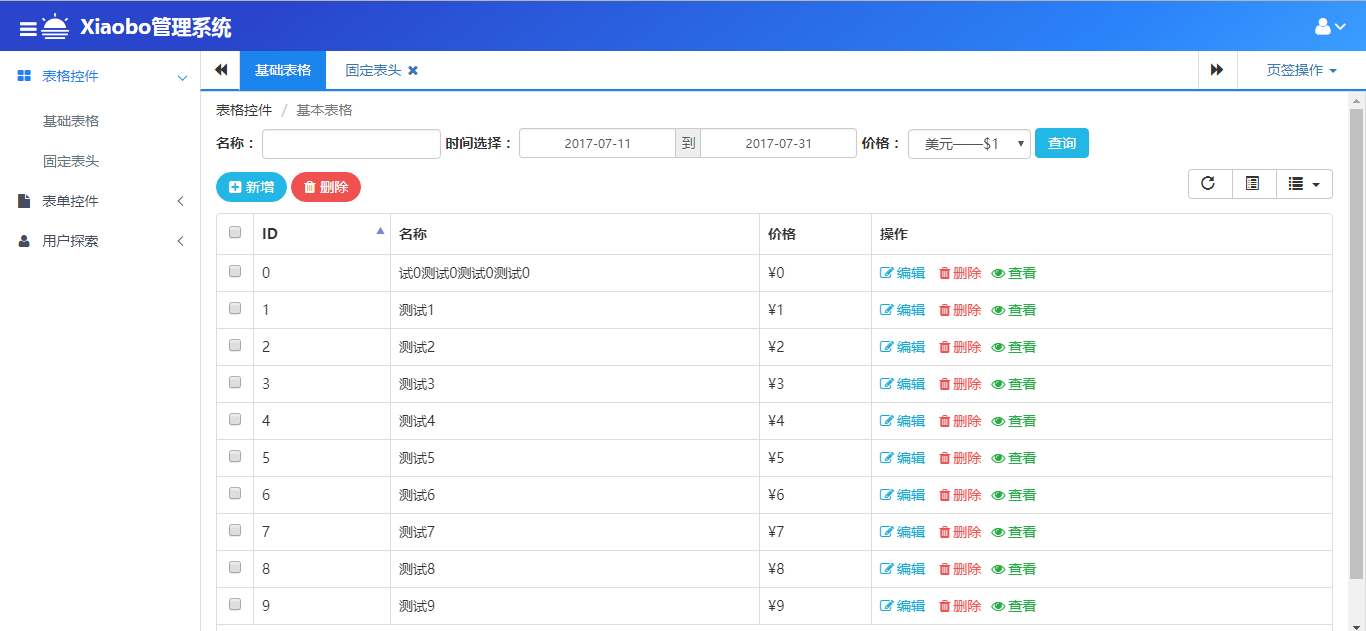 Xiaobo管理系统
表格控件
基础表格
固定表头
表单控件
用户探索
基础表格 固定表头 页签操作
表格控件 / 基本表格
名称： 时间选择： 2017-07-11 到 2017-07-31 价格： 美元——$1 查询
新增 删除
ID 名称 价格 操作
0 试0测试0测试0测试0 ¥0 编辑 删除 查看
1 测试1 ¥1 编辑 删除 查看
2 测试2 ¥2 编辑 删除 查看
3 测试3 ¥3 编辑 删除 查看
4 测试4 ¥4 编辑 删除 查看
5 测试5 ¥5 编辑 删除 查看
6 测试6 ¥6 编辑 删除 查看
7 测试7 ¥7 编辑 删除 查看
8 测试8 ¥8 编辑 删除 查看
9 测试9 ¥9 编辑 删除 查看